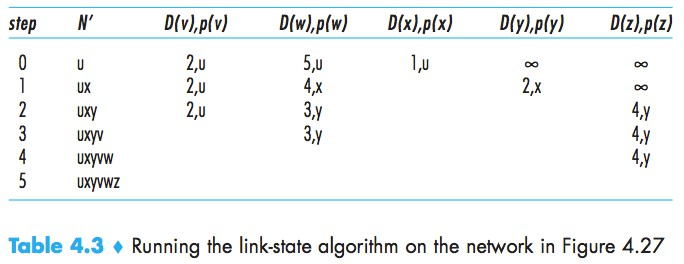 step N′ D(v),p(v) D(w),p(w) D(x),p(x) D(y),p(y) D(z),p(z)
0 u 2,u 5,u 1,u ∞ ∞
1 ux 2,u 4,x 2,x ∞
2 uxy 2,u 3,y 4,y
3 uxyv 3,y 4,y
4 uxyvw 4,y
5 uxyvwz
Table 4.3 ♦ Running the link-state algorithm on the network in Figure 4.27